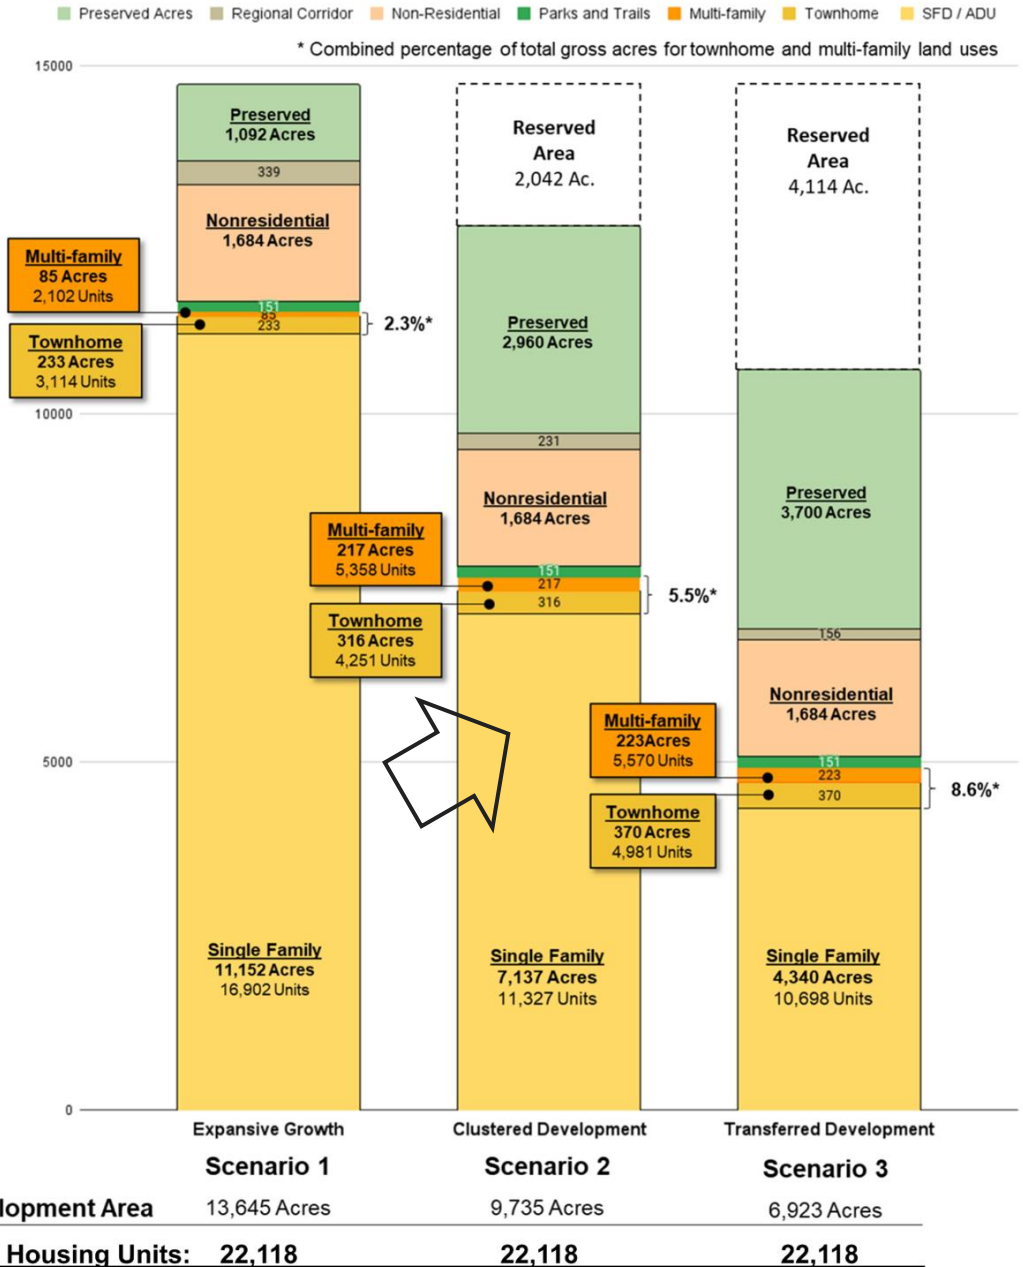 Preserved Acres Regional Corridor Non-Residential Parks and Trails Multi-family Townhome SFD / ADU
* Combined percentage of total gross acres for townhome and multi-family land uses
15000
10000
5000
0
Preserved
1,092 Acres
339
Nonresidential
1,684 Acres
151
85
233
2.3%*
Multi-family
85 Acres
2,102 Units
Townhome
233 Acres
3,114 Units
Single Family
11,152 Acres
16,902 Units
Reserved
Area
2,042 Ac.
Preserved
2,960 Acres
231
Nonresidential
1,684 Acres
151
217
316
5.5%*
Multi-family
217 Acres
5,358 Units
Townhome
316 Acres
4,251 Units
Single Family
7,137 Acres
11,327 Units
Reserved
Area
4,114 Ac.
Preserved
3,700 Acres
156
Nonresidential
1,684 Acres
151
223
370
8.6%*
Multi-family
223Acres
5,570 Units
Townhome
370 Acres
4,981 Units
Single Family
4,340 Acres
10,698 Units
Expansive Growth Clustered Development Transferred Development
Scenario 1 Scenario 2 Scenario 3
lopment Area 13,645 Acres 9,735 Acres 6,923 Acres
Housing Units: 22,118 22,118 22,118